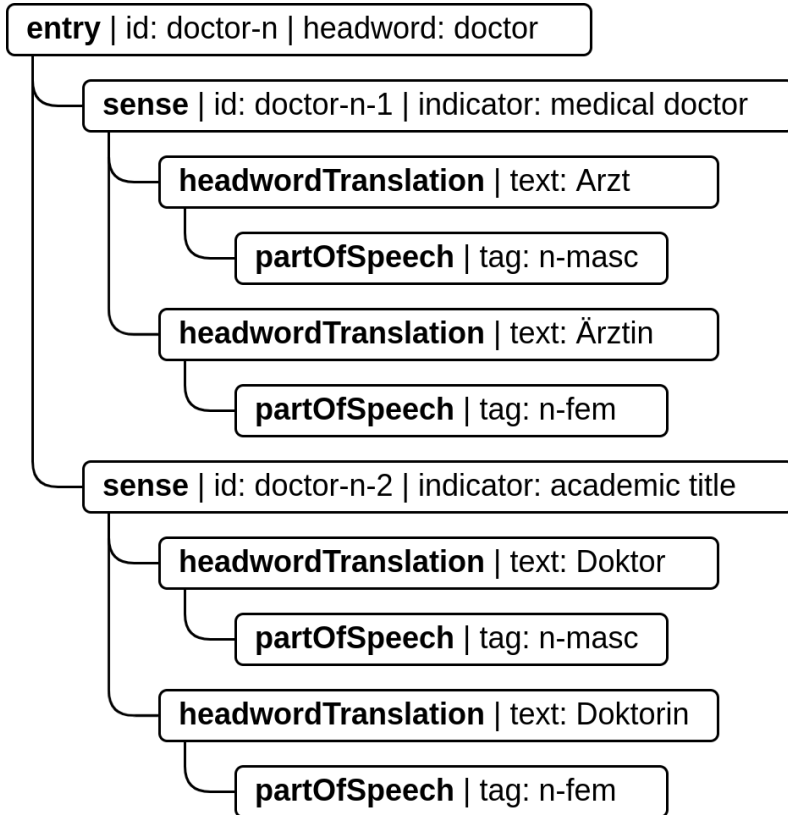 entry | id: doctor-n | headword: doctor
sense | id: doctor-n-1 | indicator: medical doctor
headwordTranslation | text: Arzt
partOfSpeech | tag: n-masc
headwordTranslation | text: Ärztin
partOfSpeech | tag: n-fem
sense | id: doctor-n-2 | indicator: academic title
headwordTranslation | text: Doktor
partOfSpeech | tag: n-masc
headwordTranslation | text: Doktorin
partOfSpeech | tag: n-fem